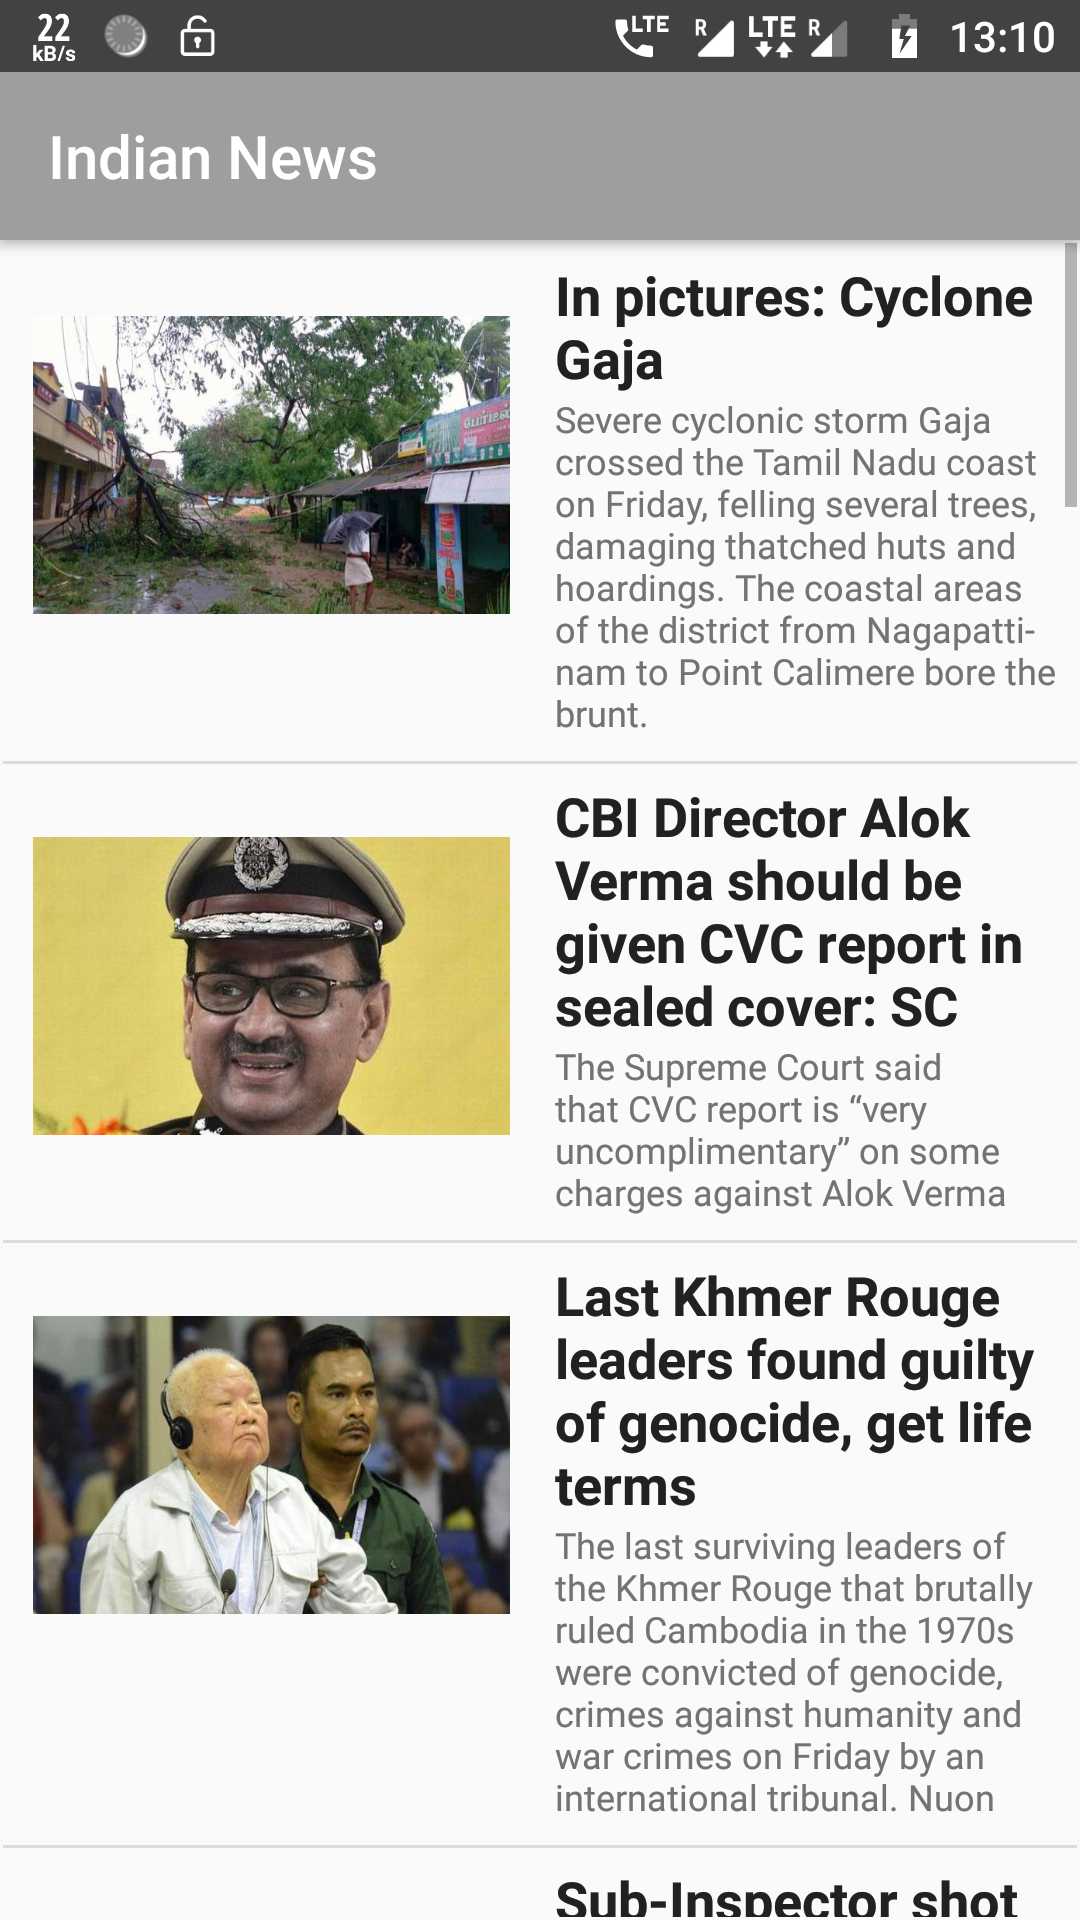 22
kB/s
LTE
R
LTE
R
13:10
Indian News
In pictures: Cyclone
Gaja
Severe cyclonic storm Gaja
crossed the Tamil Nadu coast
on Friday, felling several trees,
damaging thatched huts and
hoardings. The coastal areas
of the district from Nagapatti-
nam to Point Calimere bore the
brunt.
CBI Director Alok
Verma should be
given CVC report in
sealed cover: SC
The Supreme Court said
that CVC report is “very
uncomplimentary” on some
charges against Alok Verma
Last Khmer Rouge
leaders found guilty
of genocide, get life
terms
The last surviving leaders of
the Khmer Rouge that brutally
ruled Cambodia in the 1970s
were convicted of genocide,
crimes against humanity and
war crimes on Friday by an
international tribunal. Nuon
Sub-Inspector shot